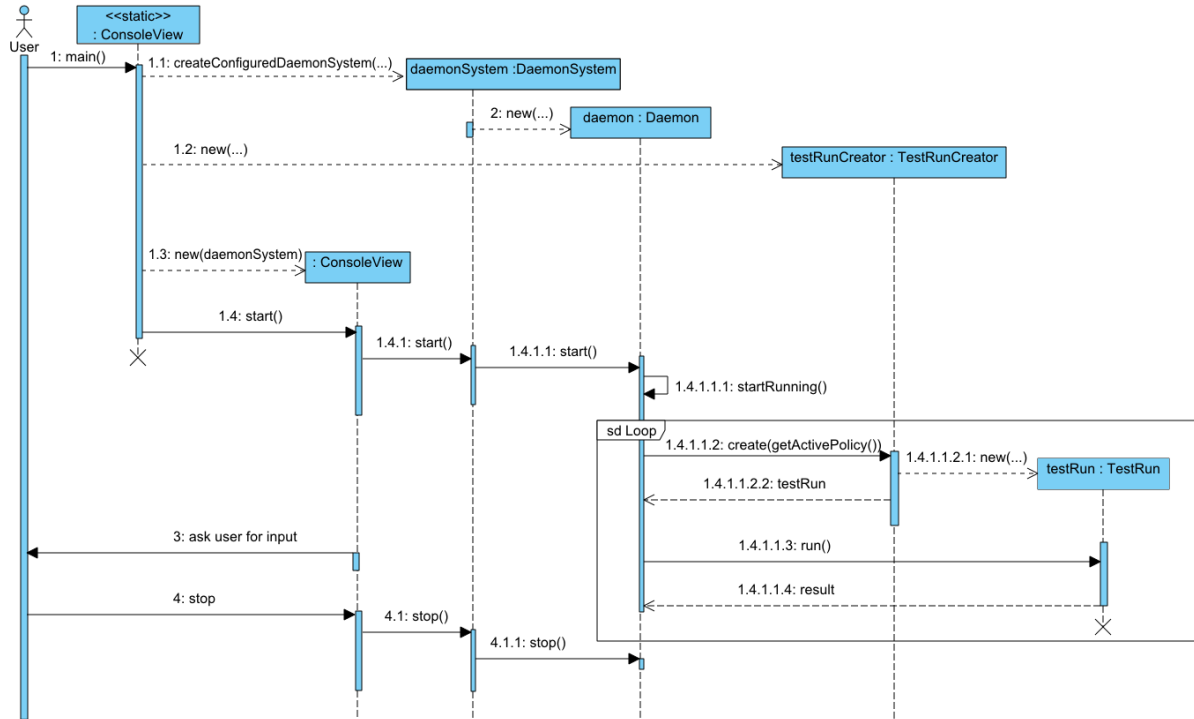 <<static>>
: ConsoleView
User
1: main()
1.1: createConfiguredDaemonSystem(...)
daemonSystem :DaemonSystem
2: new(...)
daemon : Daemon
1.2: new(...)
testRunCreator : TestRunCreator
1.3: new(daemonSystem)
: ConsoleView
1.4: start()
1.4.1: start()
1.4.1.1: start()
1.4.1.1.1: startRunning()
sd Loop
1.4.1.1.2: create(getActivePolicy())
1.4.1.1.2.1: new(...)
testRun : TestRun
1.4.1.1.2.2: testRun
3: ask user for input
1.4.1.1.3: run()
1.4.1.1.4: result
4: stop
4.1: stop()
4.1.1: stop()